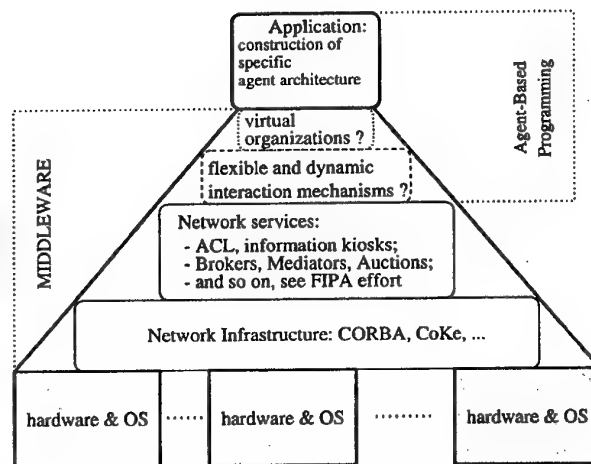 Application:
construction of
specific
agent architecture
virtual
organizations ?
flexible and dynamic
interaction mechanisms ?
Network services:
- ACL, information kiosks;
- Brokers, Mediators, Auctions;
- and so on, see FIPA effort
Network Infrastructure: CORBA, CoKe, ...
hardware & OS
hardware & OS
hardware & OS
MIDDLEWARE
Agent-Based
Programming